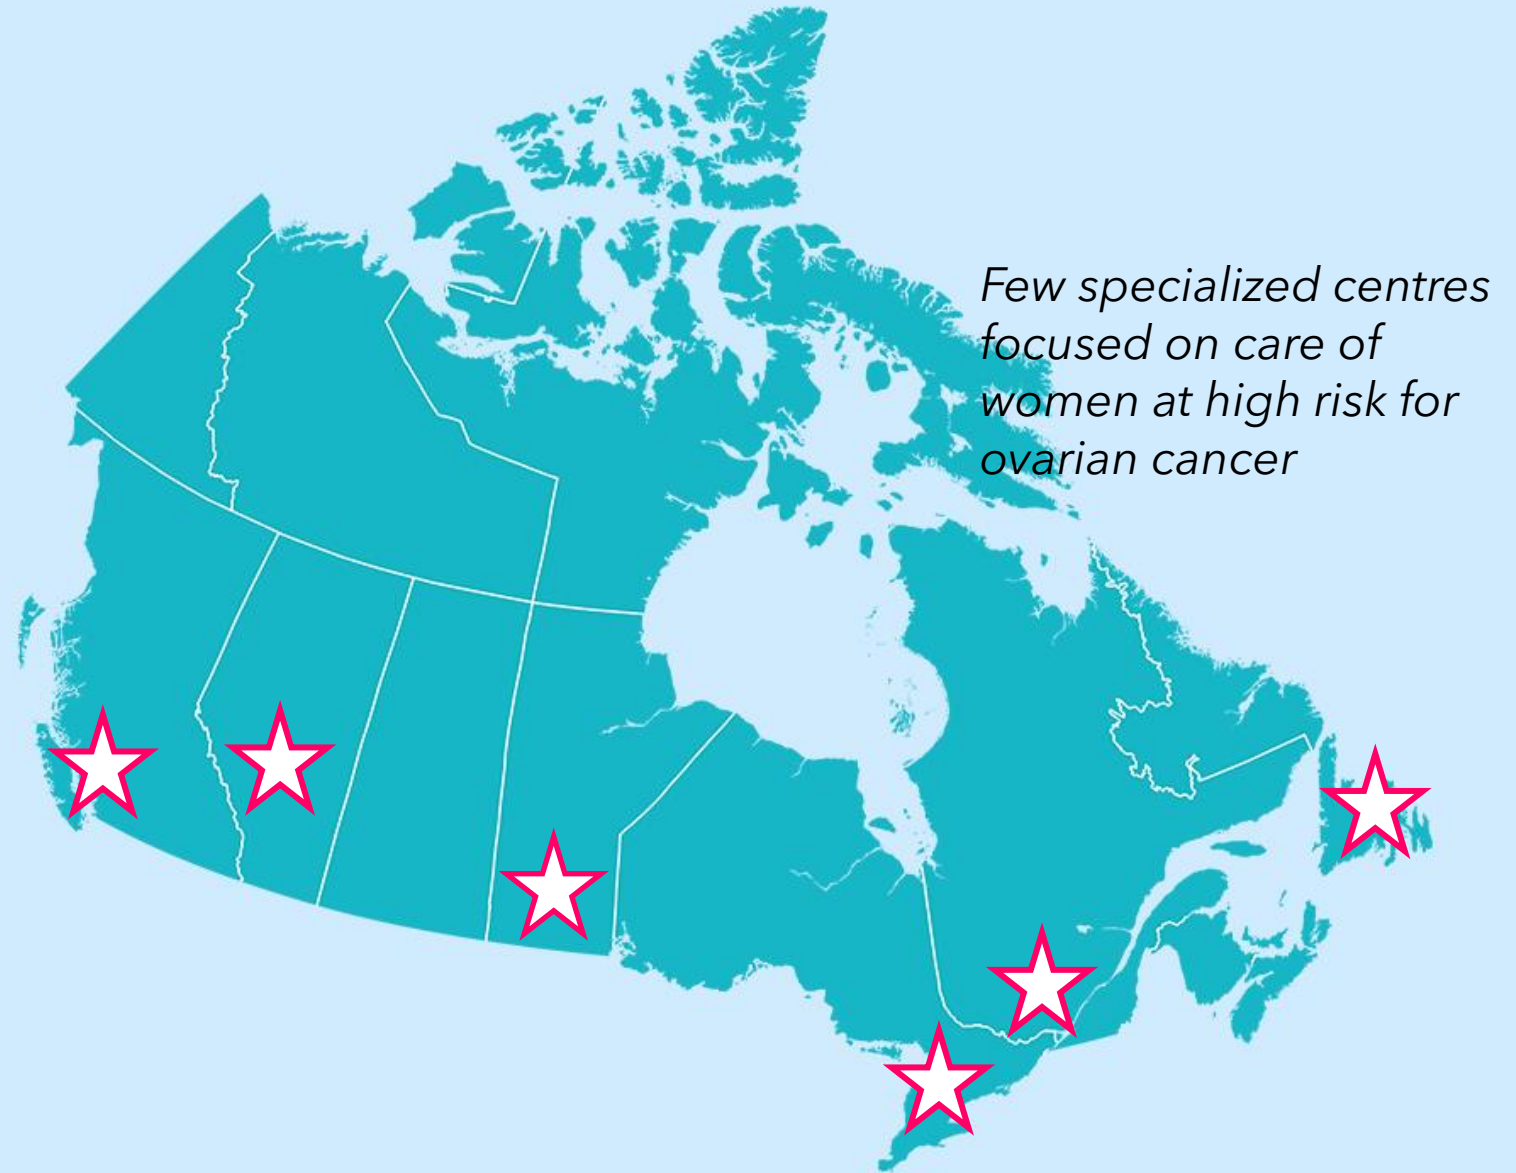 Few specialized centres
focused on care of
women at high risk for
ovarian cancer